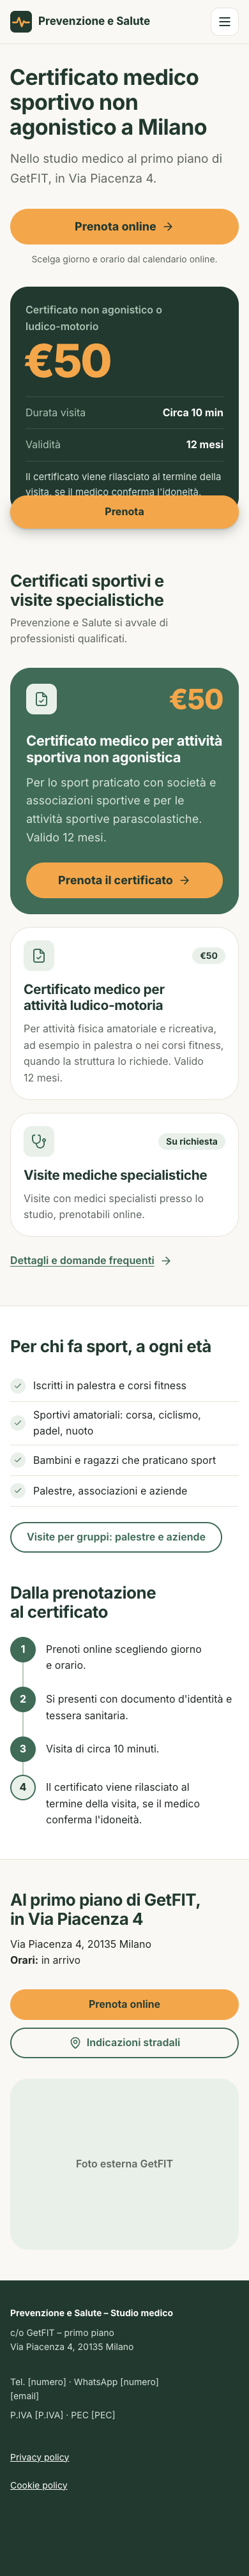 Prevenzione e Salute
Certificato medico
sportivo non
agonistico a Milano
Nello studio medico al primo piano di
GetFIT, in Via Piacenza 4.
Prenota online
Scelga giorno e orario dal calendario online.
Certificato non agonistico o
ludico-motorio
€50
Durata visita Circa 10 min
Validità 12 mesi
Il certificato viene rilasciato al termine della
visita, se il medico conferma l'idoneità.
Prenota
Certificati sportivi e
visite specialistiche
Prevenzione e Salute si avvale di
professionisti qualificati.
€50
Certificato medico per attività
sportiva non agonistica
Per lo sport praticato con società e
associazioni sportive e per le
attività sportive parascolastiche.
Valido 12 mesi.
Prenota il certificato
€50
Certificato medico per
attività ludico-motoria
Per attività fisica amatoriale e ricreativa,
ad esempio in palestra o nei corsi fitness,
quando la struttura lo richiede. Valido
12 mesi.
Su richiesta
Visite mediche specialistiche
Visite con medici specialisti presso lo
studio, prenotabili online.
Dettagli e domande frequenti
Per chi fa sport, a ogni età
Iscritti in palestra e corsi fitness
Sportivi amatoriali: corsa, ciclismo,
padel, nuoto
Bambini e ragazzi che praticano sport
Palestre, associazioni e aziende
Visite per gruppi: palestre e aziende
Dalla prenotazione
al certificato
1 Prenoti online scegliendo giorno
e orario.
2 Si presenti con documento d'identità e
tessera sanitaria.
3 Visita di circa 10 minuti.
4 Il certificato viene rilasciato al
termine della visita, se il medico
conferma l'idoneità.
Al primo piano di GetFIT,
in Via Piacenza 4
Via Piacenza 4, 20135 Milano
Orari: in arrivo
Prenota online
Indicazioni stradali
Foto esterna GetFIT
Prevenzione e Salute – Studio medico
c/o GetFIT – primo piano
Via Piacenza 4, 20135 Milano
Tel. [numero] · WhatsApp [numero]
[email]
P.IVA [P.IVA] · PEC [PEC]
Privacy policy
Cookie policy